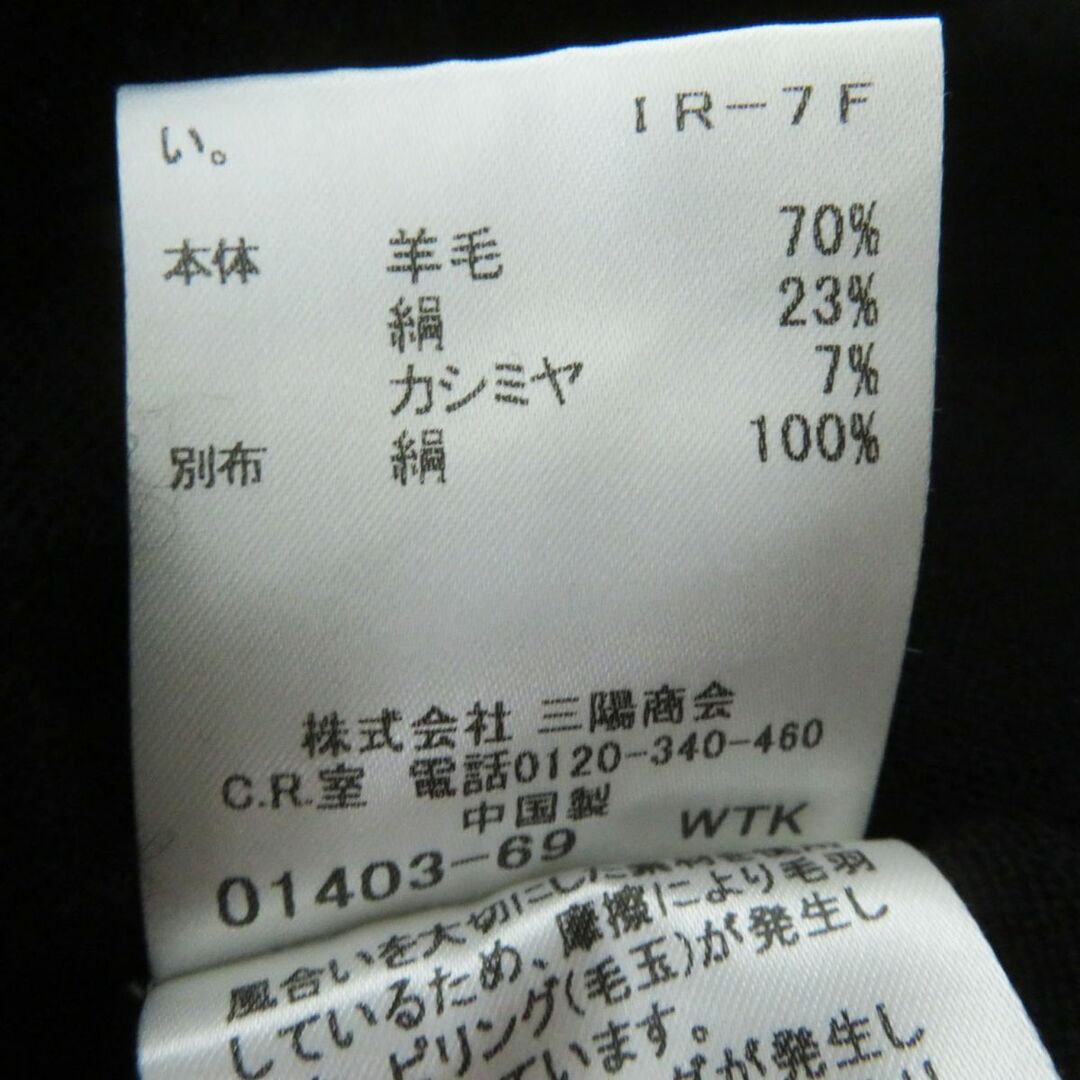 IR-7F
い。
本体 羊毛 70%
絹 23%
カシミヤ 7%
別布 絹 100%
株式会社 三陽商会
C.R.室 電話0120-340-460
中国製
01403-69 WTK
風合いを大切にした素材を使用
しているため、摩擦により毛羽
ピリング(毛玉)が発生し
ています。
が発生し